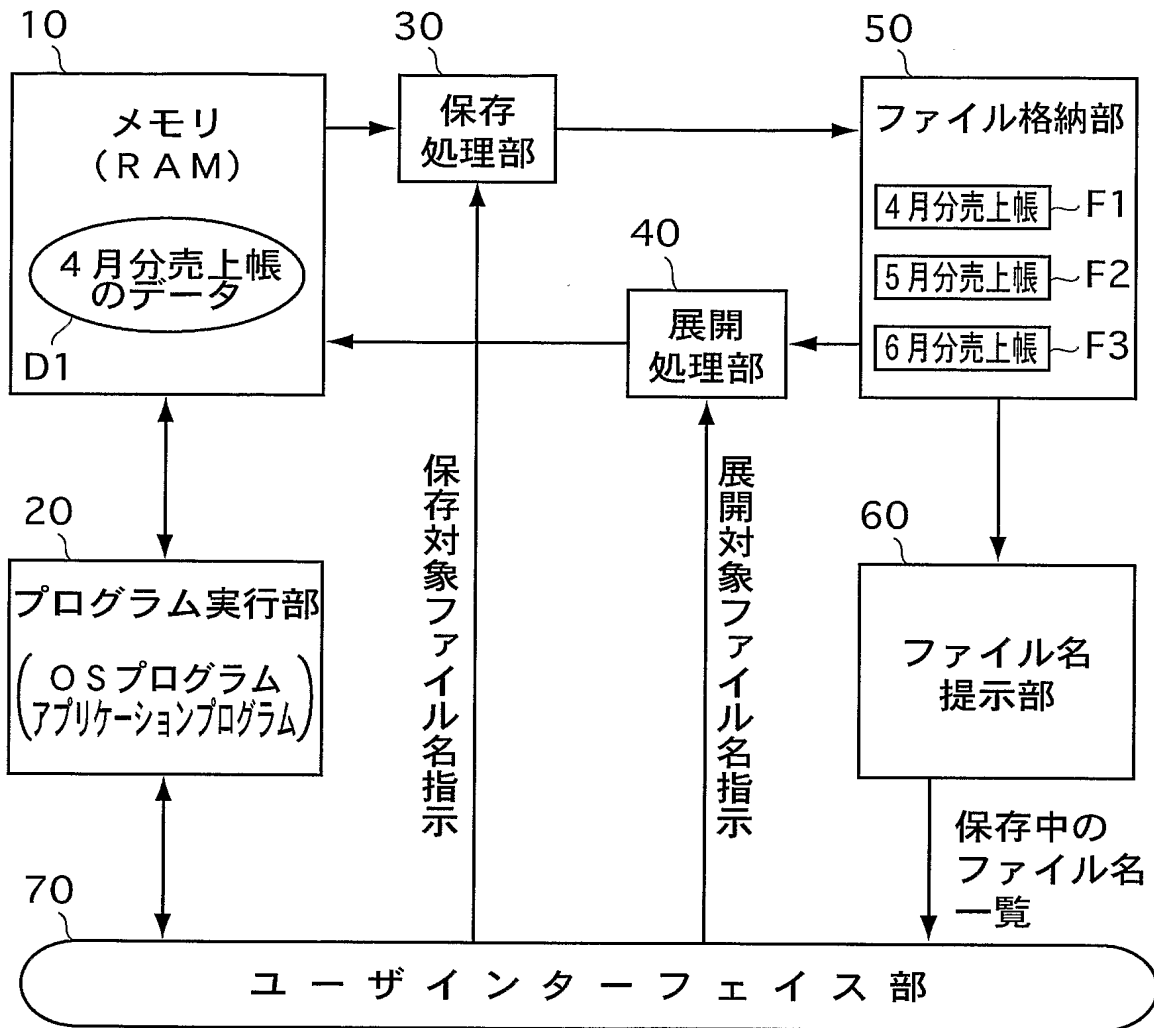 10
メモリ
(RAM)
4月分売上帳
のデータ
D1
30
保存
処理部
50
ファイル格納部
4月分売上帳
F1
5月分売上帳
F2
6月分売上帳
F3
40
展開
処理部
20
プログラム実行部
(OSプログラム
アプリケーションプログラム)
保存対象ファイル名指示
展開対象ファイル名指示
60
ファイル名
提示部
保存中の
ファイル名
一覧
70
ユーザインターフェイス部